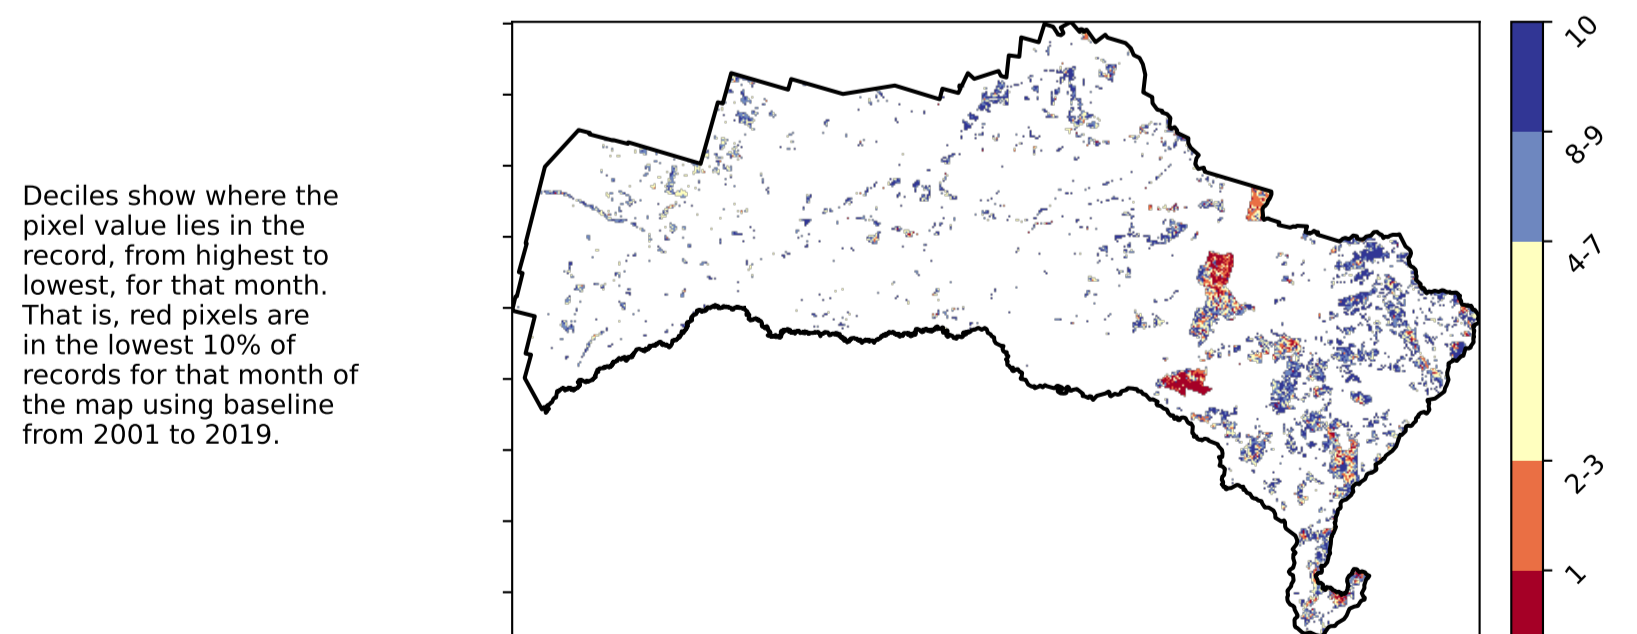 Deciles show where the
pixel value lies in the
record, from highest to
lowest, for that month.
That is, red pixels are
in the lowest 10% of
records for that month of
the map using baseline
from 2001 to 2019.
10
8-9
4-7
2-3
1